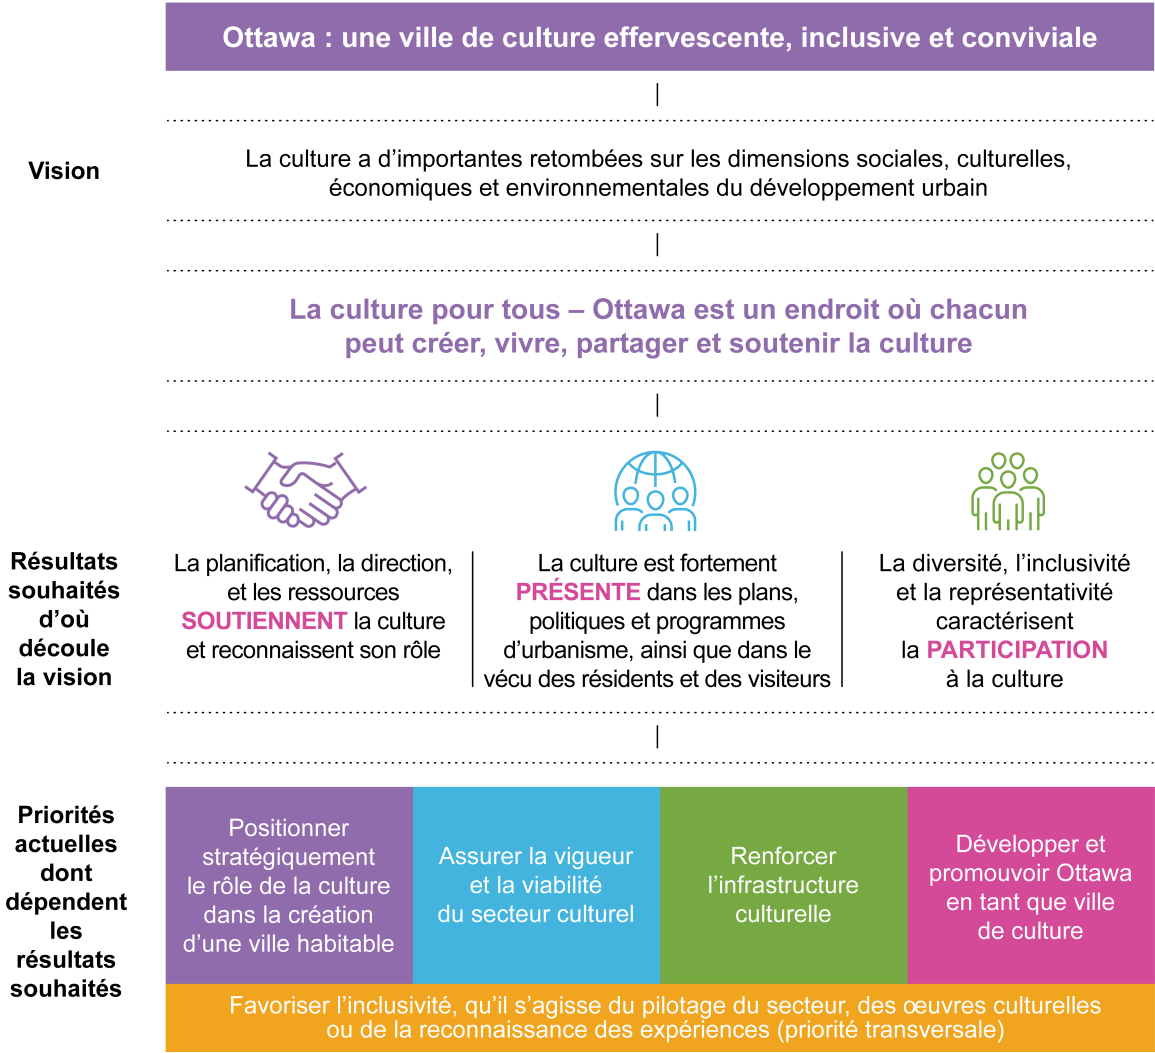 Ottawa : une ville de culture effervescente, inclusive et conviviale
Vision
La culture a d’importantes retombées sur les dimensions sociales, culturelles,
économiques et environnementales du développement urbain
La culture pour tous – Ottawa est un endroit où chacun
peut créer, vivre, partager et soutenir la culture
Résultats
souhaités
d’où
découle
la vision
La planification, la direction,
et les ressources
SOUTIENNENT la culture
et reconnaissent son rôle
La culture est fortement
PRÉSENTE dans les plans,
politiques et programmes
d’urbanisme, ainsi que dans le
vécu des résidents et des visiteurs
La diversité, l’inclusivité
et la représentativité
caractérisent
la PARTICIPATION
à la culture
Priorités
actuelles
dont
dépendent
les
résultats
souhaités
Positionner
stratégiquement
le rôle de la culture
dans la création
d’une ville habitable
Assurer la vigueur
et la viabilité
du secteur culturel
Renforcer
l’infrastructure
culturelle
Développer et
promouvoir Ottawa
en tant que ville
de culture
Favoriser l’inclusivité, qu’il s’agisse du pilotage du secteur, des œuvres culturelles
ou de la reconnaissance des expériences (priorité transversale)